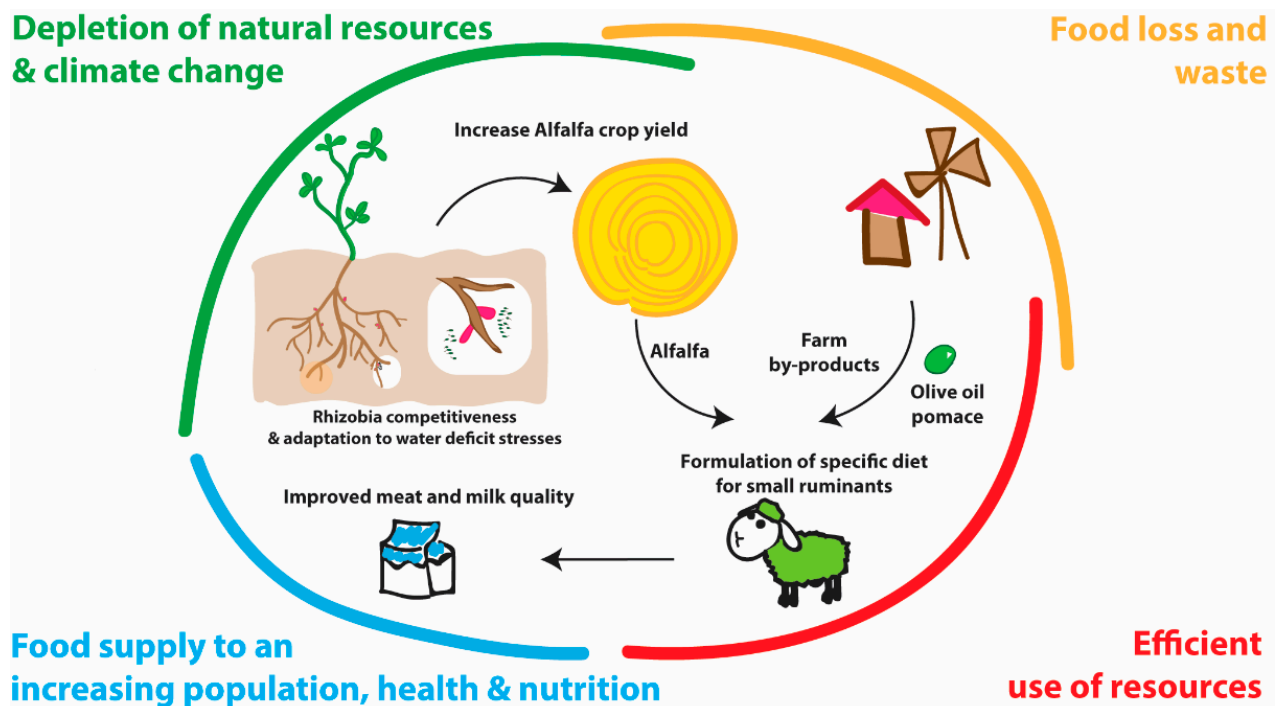 Depletion of natural resources
& climate change
Food loss and
waste
Increase Alfalfa crop yield
Alfalfa
Farm
by-products
Olive oil
pomace
Rhizobia competitiveness
& adaptation to water deficit stresses
Formulation of specific diet
for small ruminants
Improved meat and milk quality
Food supply to an
increasing population, health & nutrition
Efficient
use of resources